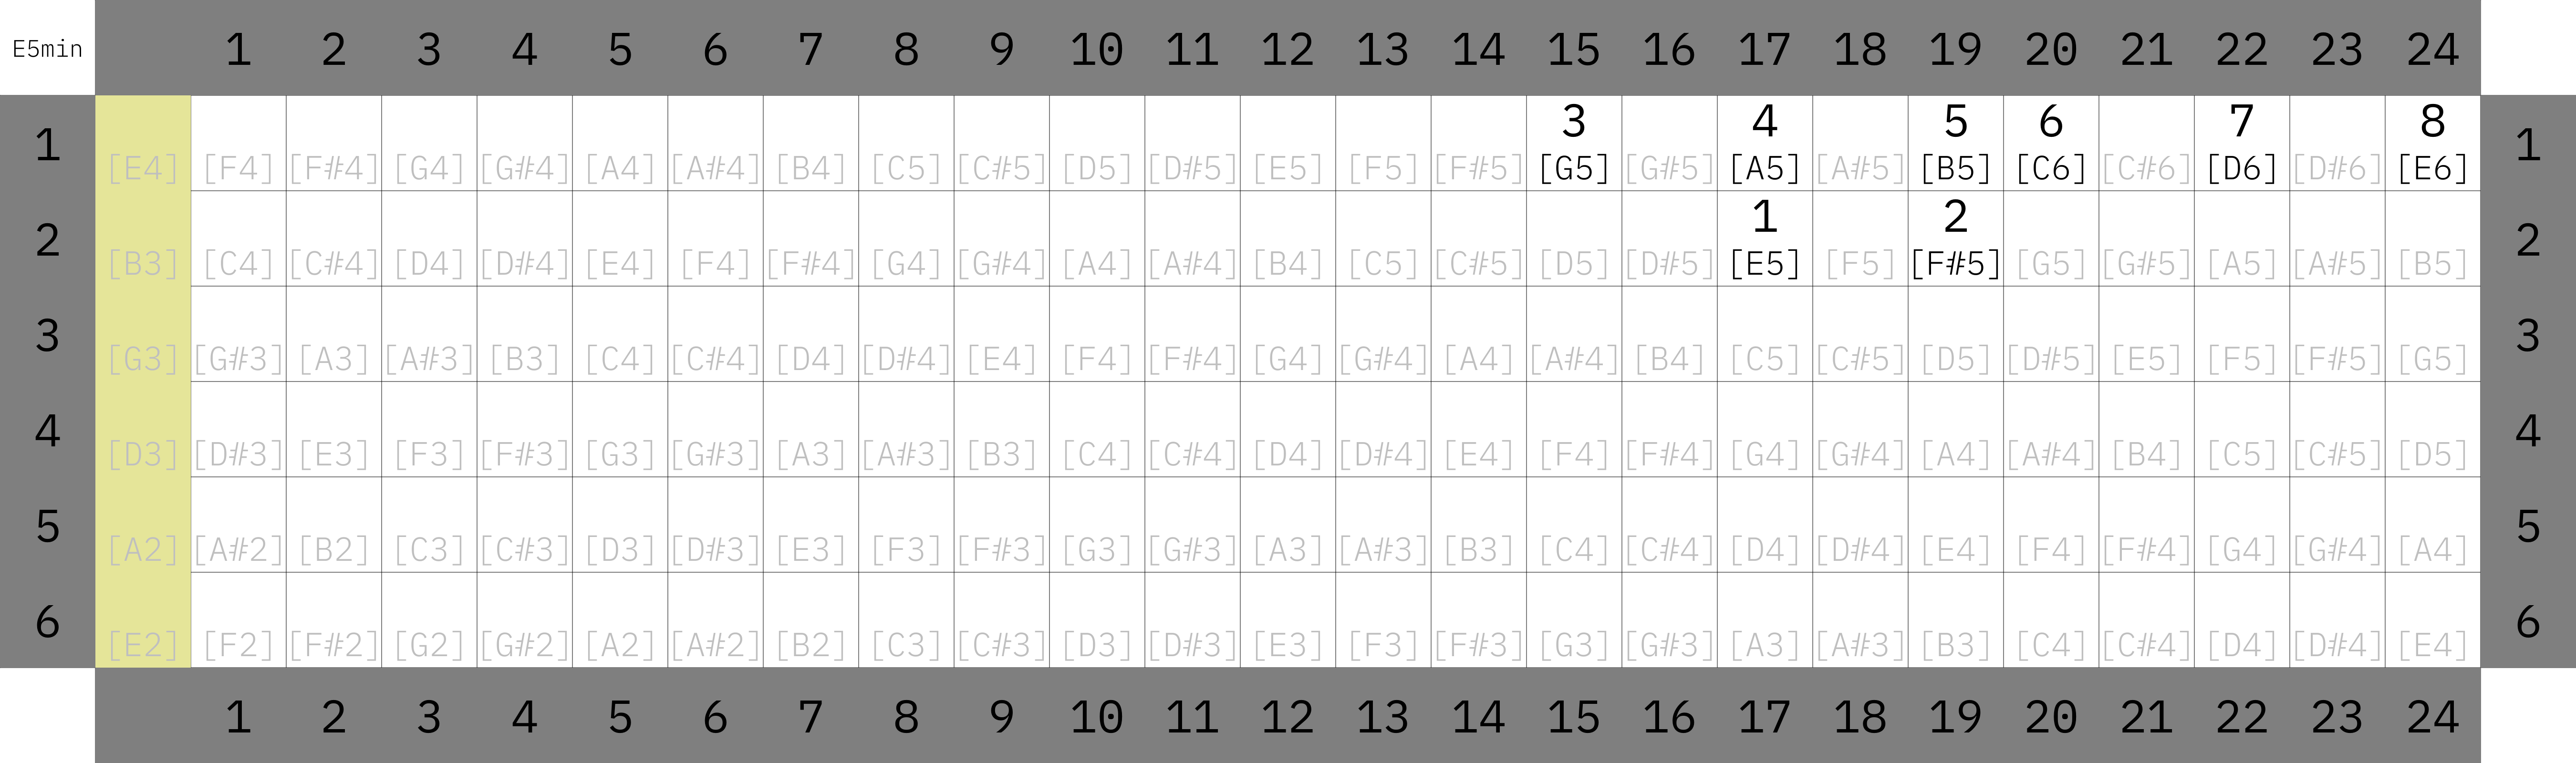 E5min 1 2 3 4 5 6 7 8 9 10 11 12 13 14 15 16 17 18 19 20 21 22 23 24
3 4 5 6 7 8
1 [E4] [F4] [F#4] [G4] [G#4] [A4] [A#4] [B4] [C5] [C#5] [D5] [D#5] [E5] [F5] [F#5] [G5] [G#5] [A5] [A#5] [B5] [C6] [C#6] [D6] [D#6] [E6] 1
1 2
2 [B3] [C4] [C#4] [D4] [D#4] [E4] [F4] [F#4] [G4] [G#4] [A4] [A#4] [B4] [C5] [C#5] [D5] [D#5] [E5] [F5] [F#5] [G5] [G#5] [A5] [A#5] [B5] 2
3 [G3] [G#3] [A3] [A#3] [B3] [C4] [C#4] [D4] [D#4] [E4] [F4] [F#4] [G4] [G#4] [A4] [A#4] [B4] [C5] [C#5] [D5] [D#5] [E5] [F5] [F#5] [G5] 3
4 [D3] [D#3] [E3] [F3] [F#3] [G3] [G#3] [A3] [A#3] [B3] [C4] [C#4] [D4] [D#4] [E4] [F4] [F#4] [G4] [G#4] [A4] [A#4] [B4] [C5] [C#5] [D5] 4
5 [A2] [A#2] [B2] [C3] [C#3] [D3] [D#3] [E3] [F3] [F#3] [G3] [G#3] [A3] [A#3] [B3] [C4] [C#4] [D4] [D#4] [E4] [F4] [F#4] [G4] [G#4] [A4] 5
6 [E2] [F2] [F#2] [G2] [G#2] [A2] [A#2] [B2] [C3] [C#3] [D3] [D#3] [E3] [F3] [F#3] [G3] [G#3] [A3] [A#3] [B3] [C4] [C#4] [D4] [D#4] [E4] 6
1 2 3 4 5 6 7 8 9 10 11 12 13 14 15 16 17 18 19 20 21 22 23 24